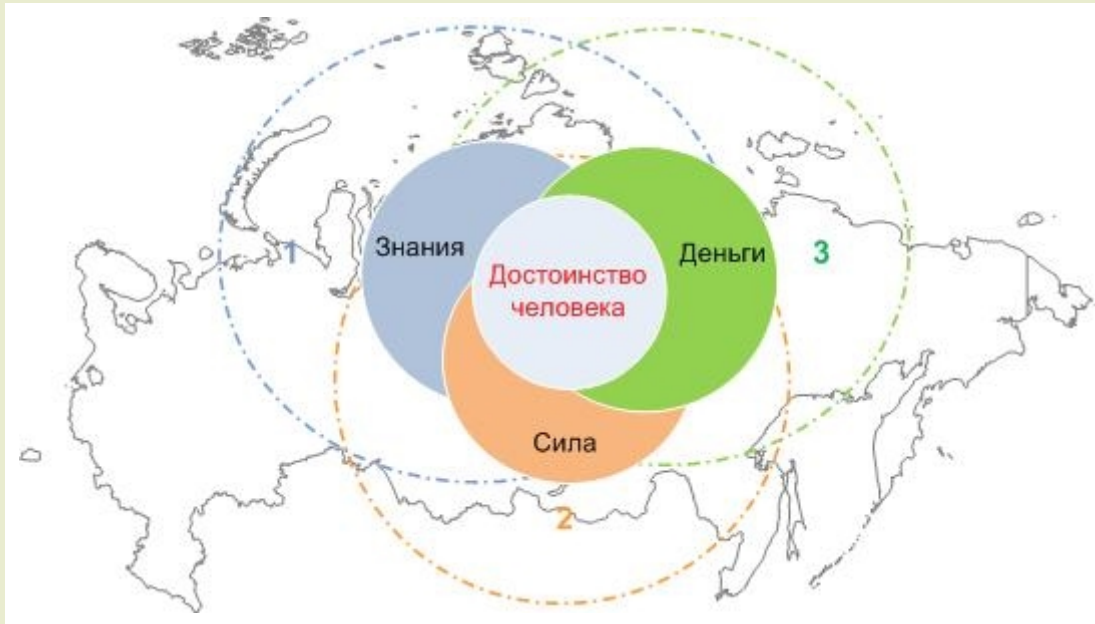 Знания
Деньги
1
3
Достоинство
человека
Сила
2